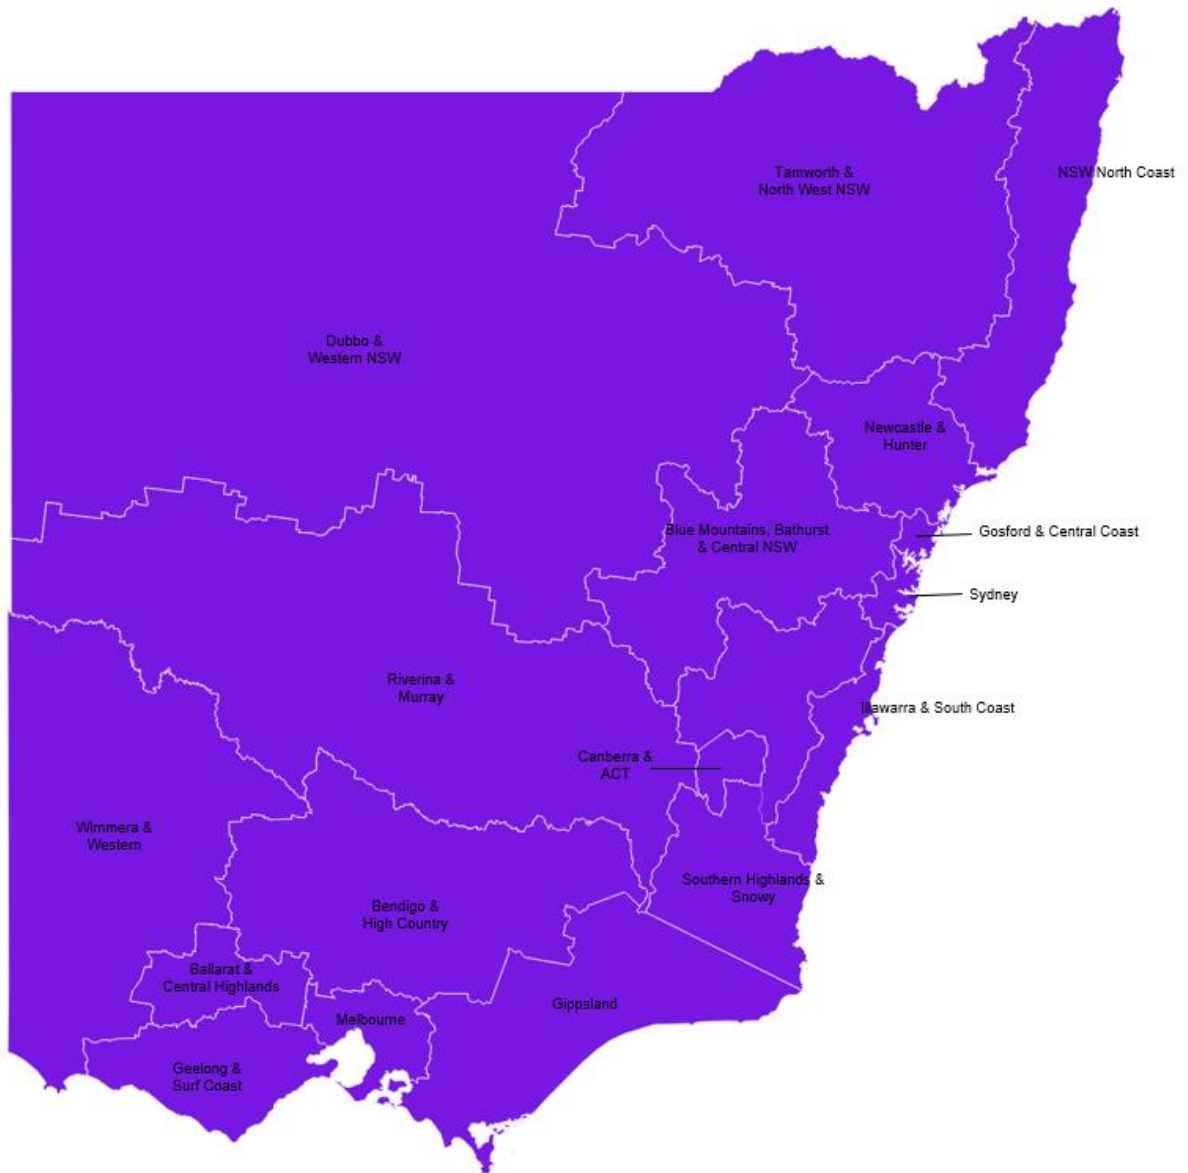 Tamworth &
North West NSW
NSW North Coast
Dubbo &
Western NSW
Newcastle &
Hunter
Blue Mountains, Bathurst
& Central NSW
Gosford & Central Coast
Sydney
Riverina &
Murray
Illawarra & South Coast
Canberra &
ACT
Wimmera &
Western
Southern Highlands &
Snowy
Bendigo &
High Country
Ballarat &
Central Highlands
Gippsland
Melbourne
Geelong &
Surf Coast